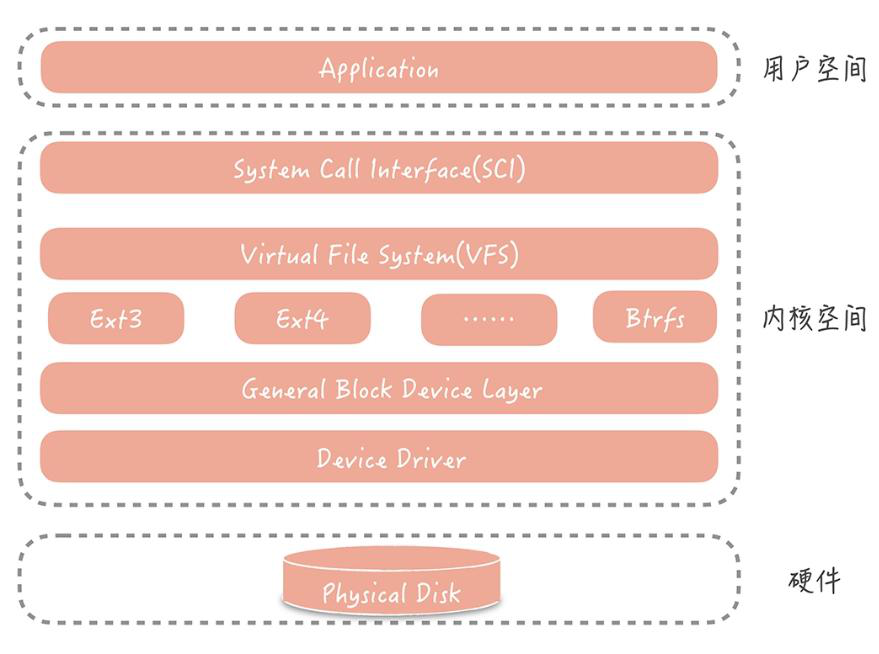 Application
用户空间
System Call Interface(SCI)
Virtual File System(VFS)
Ext3
Ext4
······
Btrfs
内核空间
General Block Device Layer
Device Driver
Physical Disk
硬件